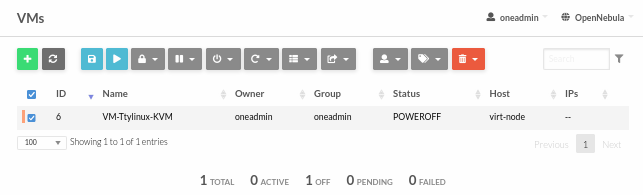 VMs
oneadmin OpenNebula
Search
ID Name Owner Group Status Host IPs
6 VM-Ttylinux-KVM oneadmin oneadmin POWEROFF virt-node --
100 Showing 1 to 1 of 1 entries Previous 1 Next
1 TOTAL 0 ACTIVE 1 OFF 0 PENDING 0 FAILED